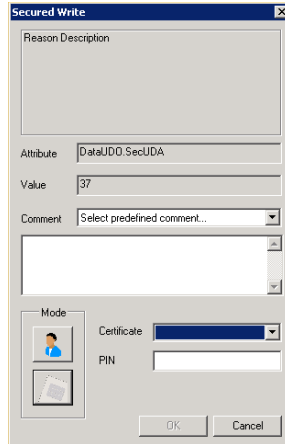 Secured Write
Reason Description
Attribute DataUDO.SecUDA
Value 37
Comment Select predefined comment...
Mode
Certificate
PIN
OK Cancel